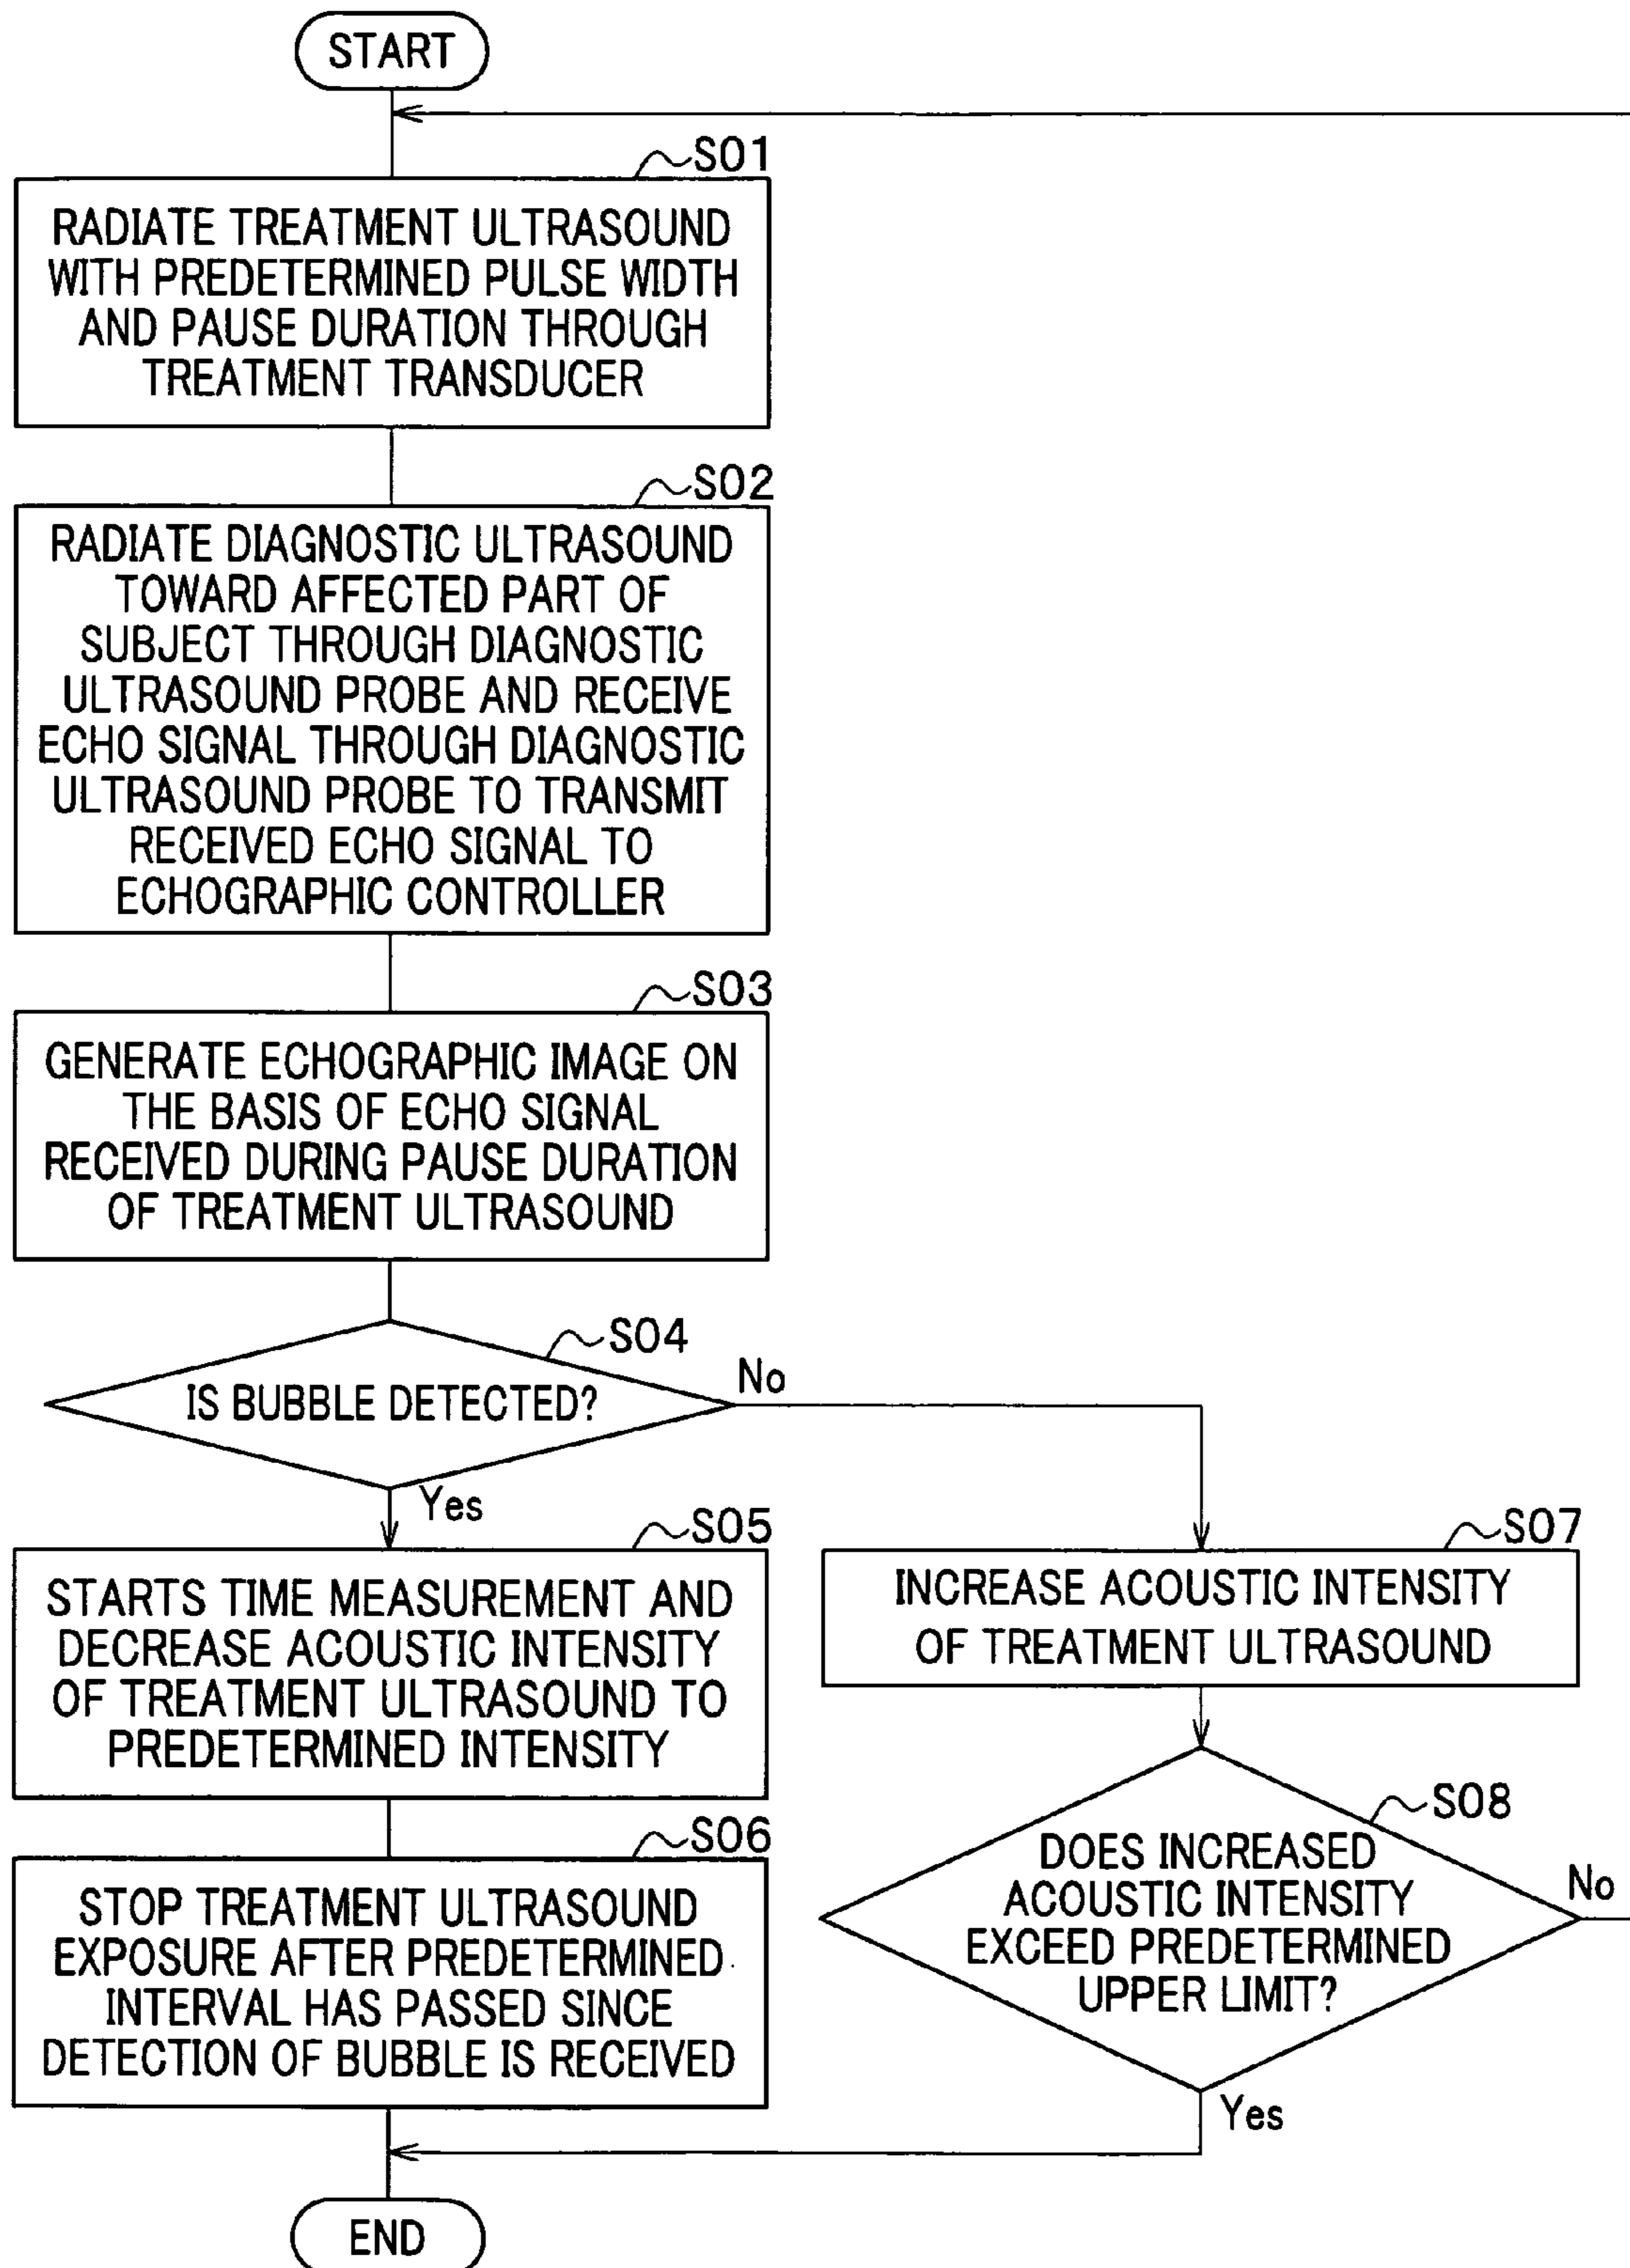 START
S01
RADIATE TREATMENT ULTRASOUND
WITH PREDETERMINED PULSE WIDTH
AND PAUSE DURATION THROUGH
TREATMENT TRANSDUCER
S02
RADIATE DIAGNOSTIC ULTRASOUND
TOWARD AFFECTED PART OF
SUBJECT THROUGH DIAGNOSTIC
ULTRASOUND PROBE AND RECEIVE
ECHO SIGNAL THROUGH DIAGNOSTIC
ULTRASOUND PROBE TO TRANSMIT
RECEIVED ECHO SIGNAL TO
ECHOGRAPHIC CONTROLLER
S03
GENERATE ECHOGRAPHIC IMAGE ON
THE BASIS OF ECHO SIGNAL
RECEIVED DURING PAUSE DURATION
OF TREATMENT ULTRASOUND
S04
IS BUBBLE DETECTED?
No
Yes
S05
STARTS TIME MEASUREMENT AND
DECREASE ACOUSTIC INTENSITY
OF TREATMENT ULTRASOUND TO
PREDETERMINED INTENSITY
S06
STOP TREATMENT ULTRASOUND
EXPOSURE AFTER PREDETERMINED
INTERVAL HAS PASSED SINCE
DETECTION OF BUBBLE IS RECEIVED
S07
INCREASE ACOUSTIC INTENSITY
OF TREATMENT ULTRASOUND
S08
DOES INCREASED
ACOUSTIC INTENSITY
EXCEED PREDETERMINED
UPPER LIMIT?
No
Yes
END